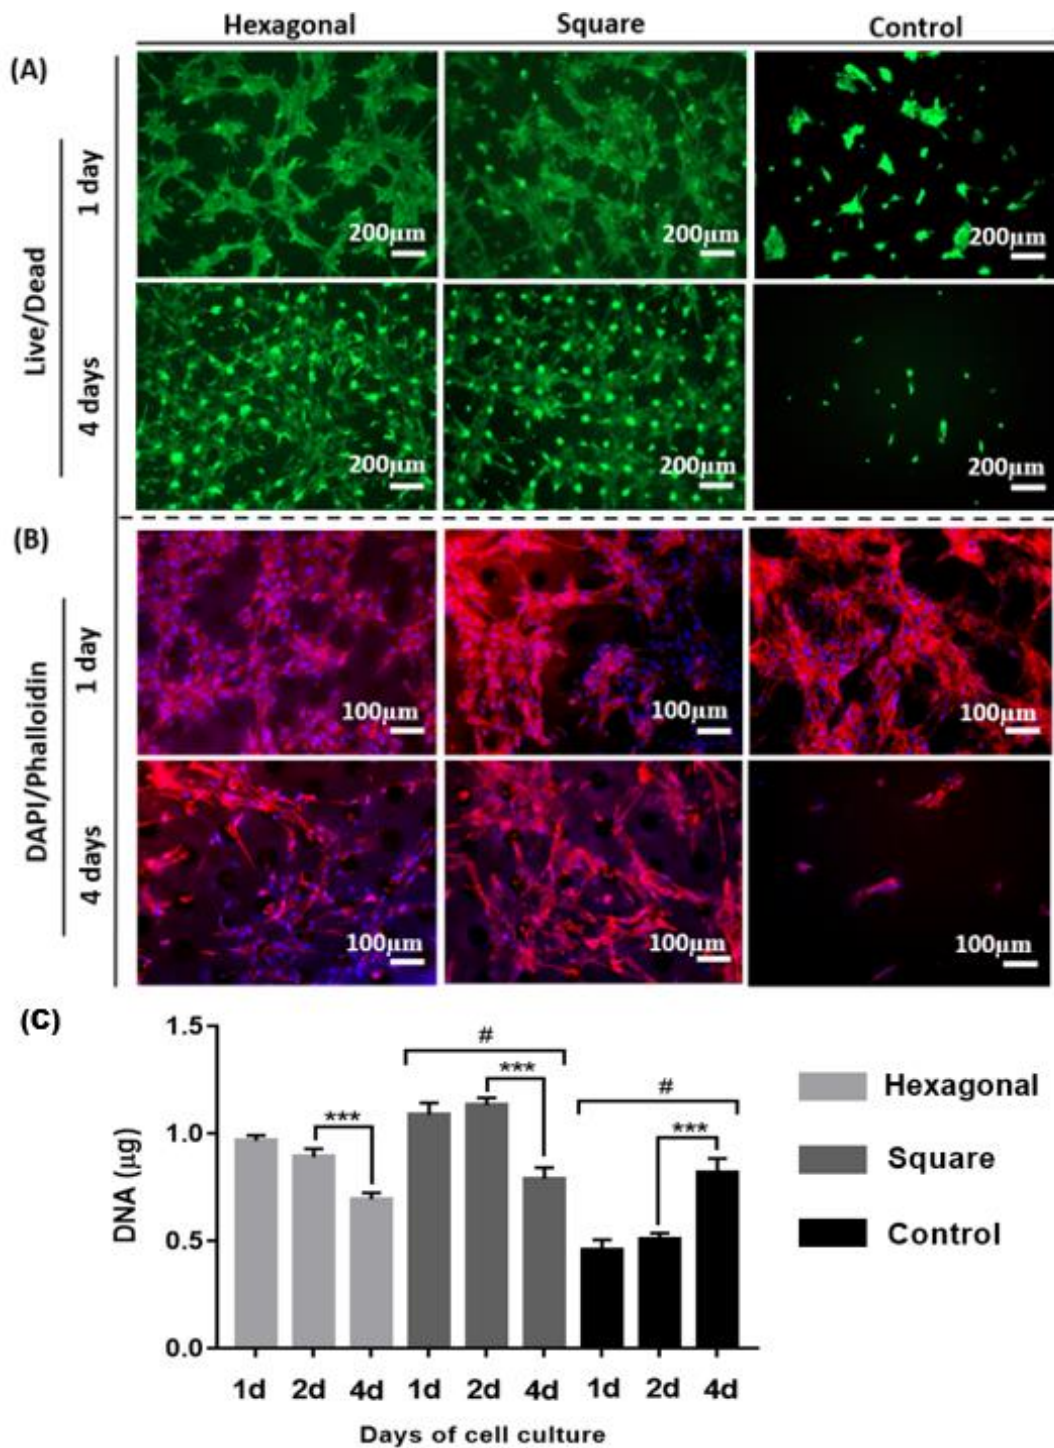 Hexagonal Square Control
(A)
Live/Dead
1 day
200μm 200μm 200μm
4 days
200μm 200μm 200μm
(B)
DAPI/Phalloidin
1 day
100μm 100μm 100μm
4 days
100μm 100μm 100μm
(C)
DNA (μg)
1.5
1.0
0.5
0.0
*** # *** # ***
1d 2d 4d 1d 2d 4d 1d 2d 4d
Days of cell culture
Hexagonal
Square
Control